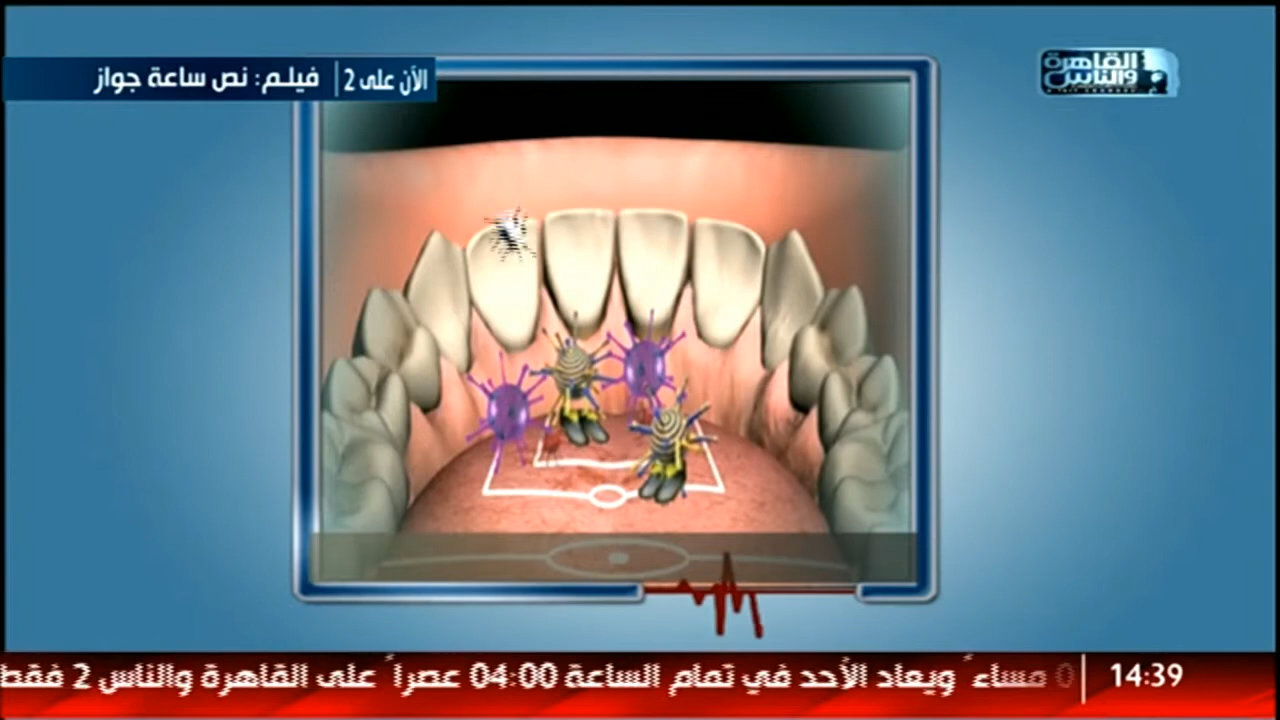 الآن على 2 | فيلم: نص ساعة جواز
القاهرة
والناس
مساءً ويعاد الأحد في تمام الساعة 04:00 عصراً على القاهرة والناس 2 فقط
14:39